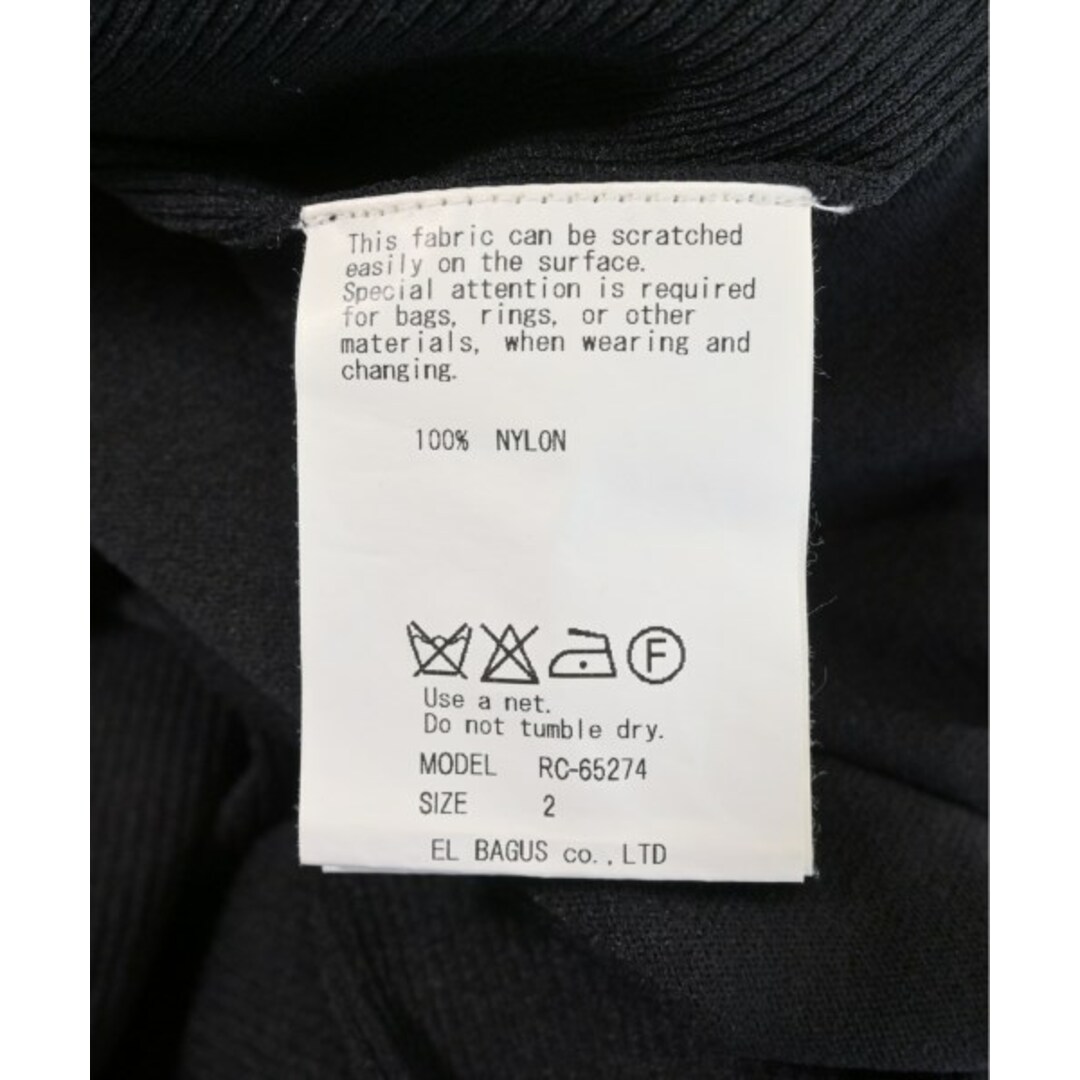 This fabric can be scratched
easily on the surface.
Special attention is required
for bags, rings, or other
materials, when wearing and
changing.
100% NYLON
F
Use a net.
Do not tumble dry.
MODEL RC-65274
SIZE 2
EL BAGUS co.,LTD